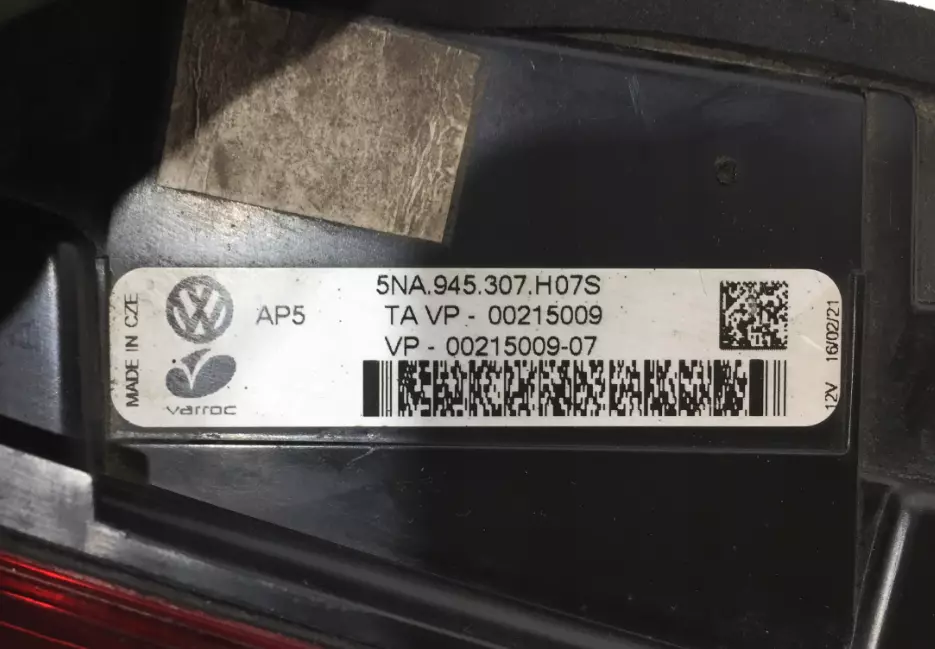 MADE IN CZE
VW
AP5
varroc
5NA.945.307.H07S
TA VP - 00215009
VP - 00215009-07
12V 16/02/21